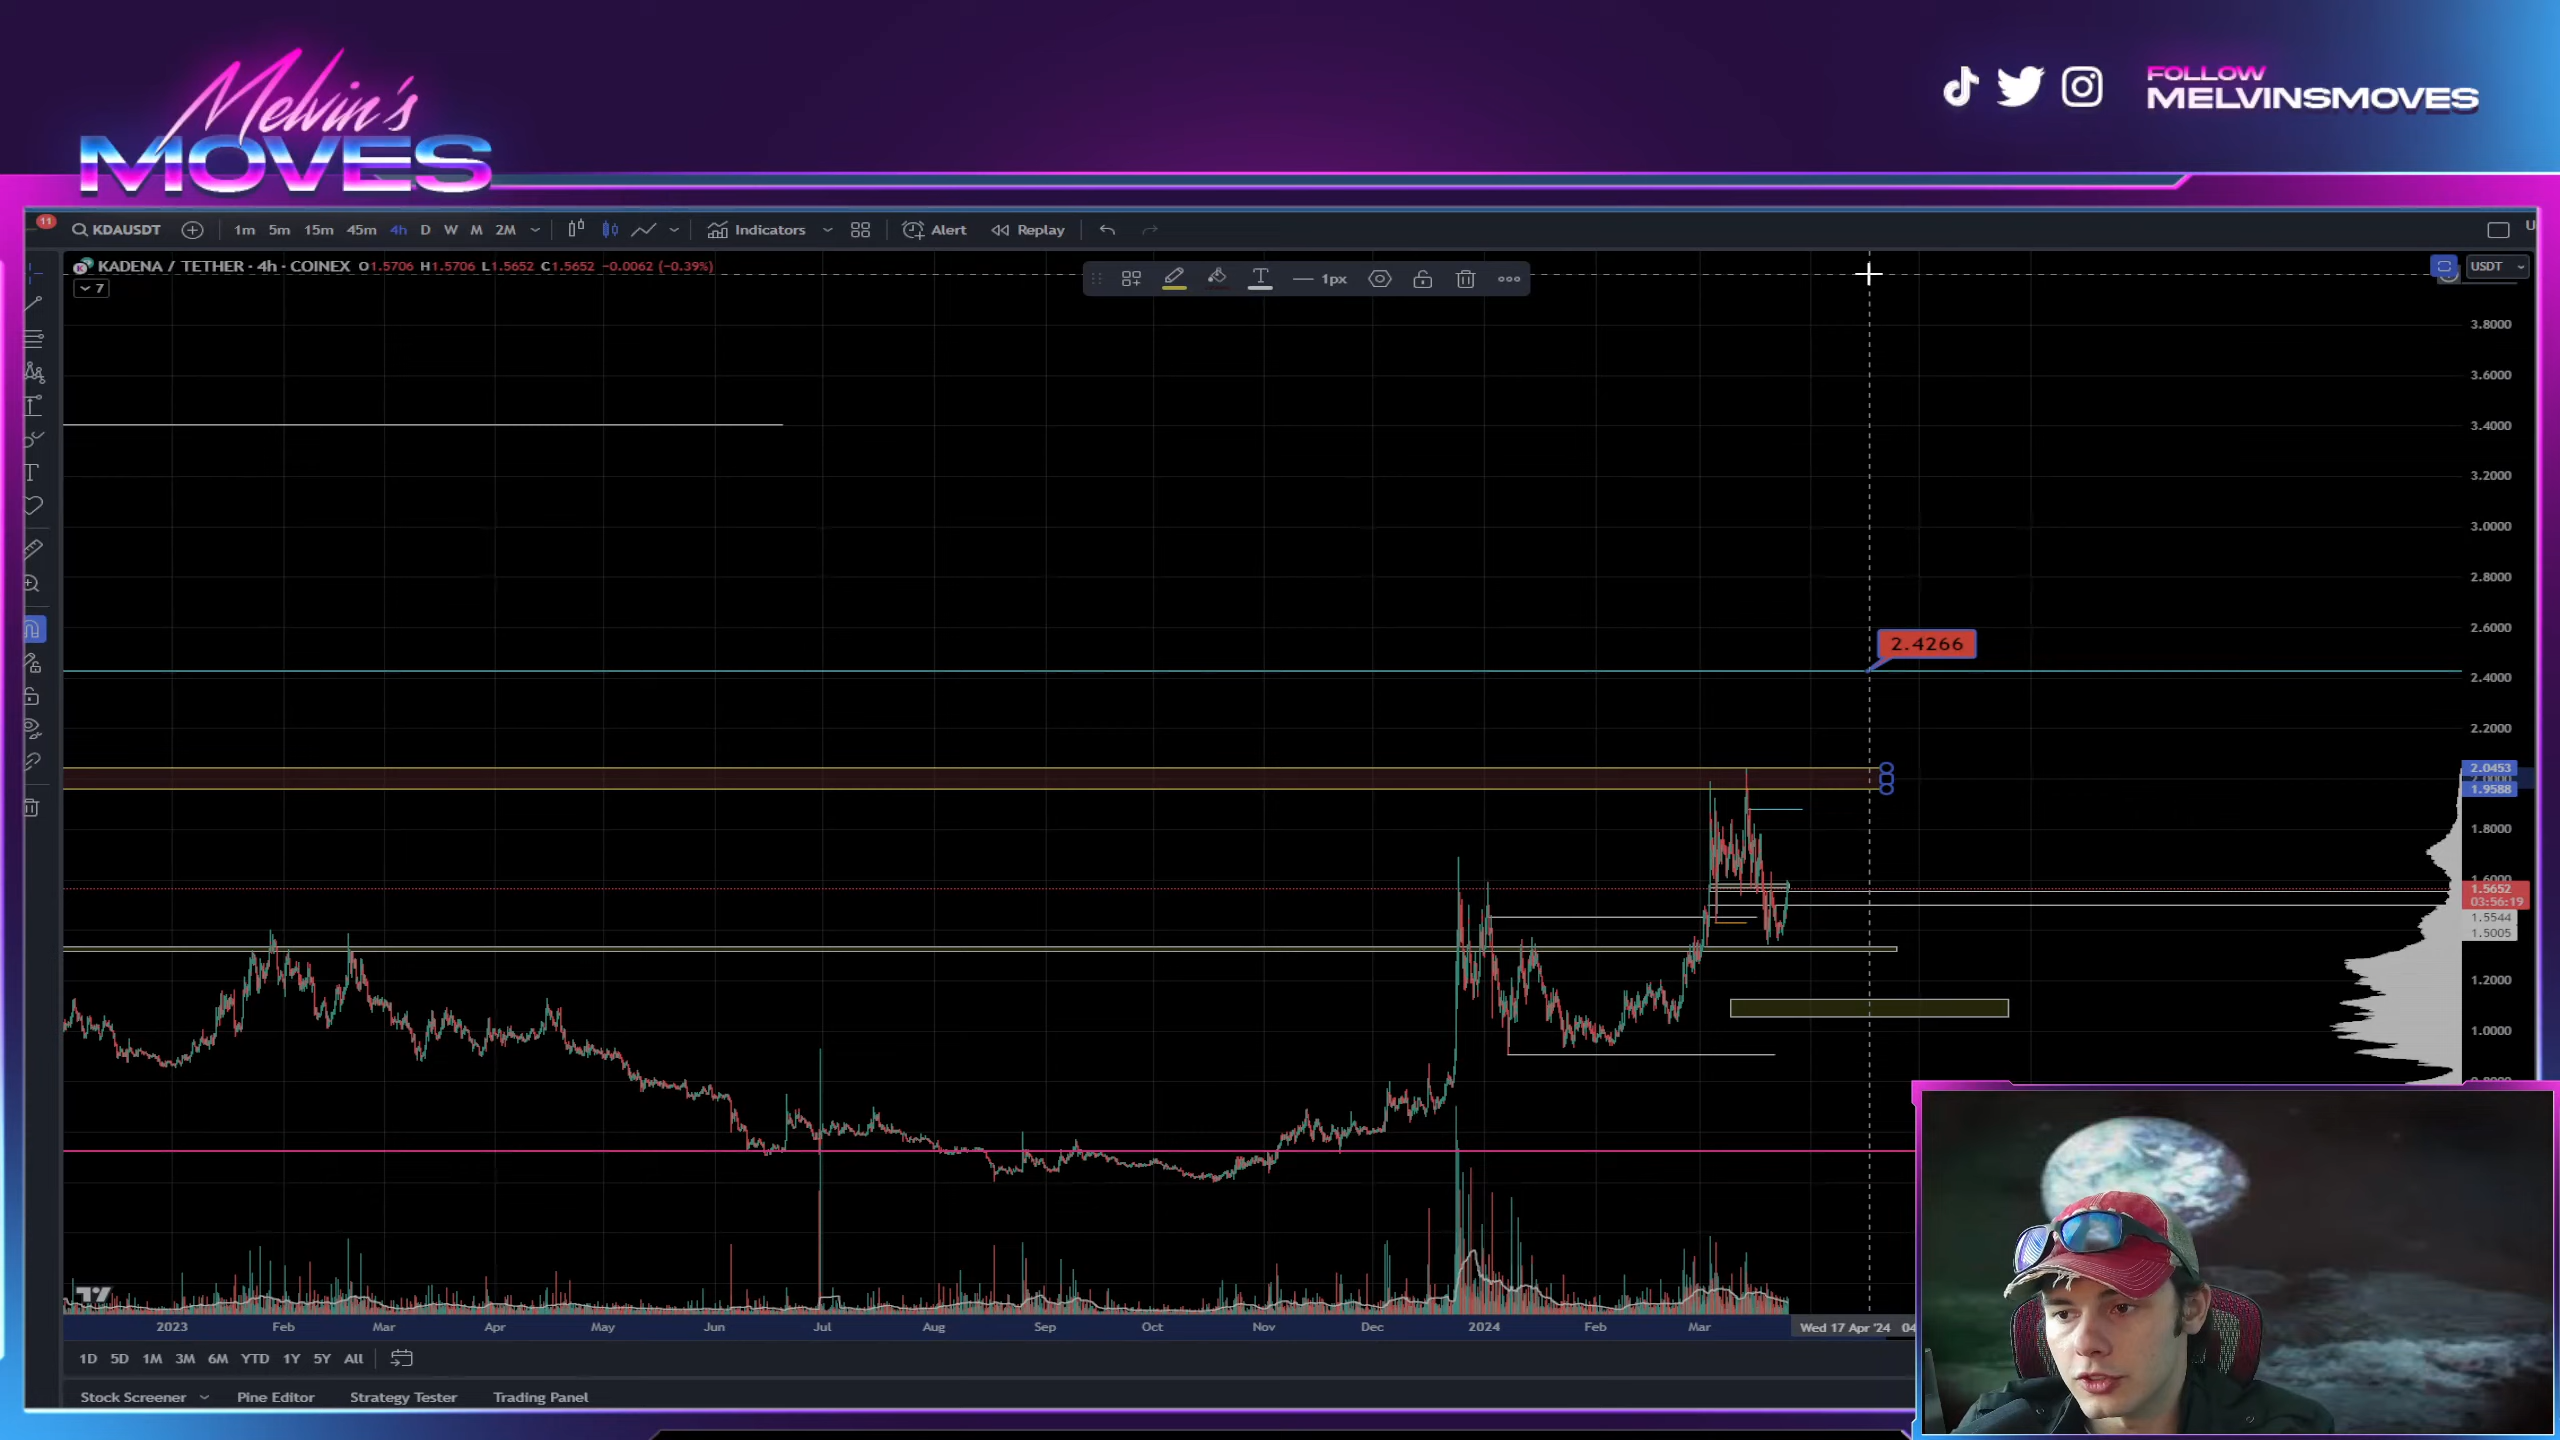 Melvin's
MOVES
FOLLOW
MELVINSMOVES
11
KDAUSDT
1m 5m 15m 45m 4h D W M 2M
Indicators
Alert
Replay
KADENA / TETHER · 4h · COINEX O1.5706 H1.5706 L1.5652 C1.5652 -0.0062 (-0.39%)
7
T
1px
USDT
3.8000
3.6000
3.4000
3.2000
3.0000
2.8000
2.6000
2.4266
2.4000
2.2000
2.0453
1.9588
1.8000
1.5652
03:56:19
1.5544
1.5005
1.2000
1.0000
2023 Feb Mar Apr May Jun Jul Aug Sep Oct Nov Dec 2024 Feb Mar Wed 17 Apr '24
1D 5D 1M 3M 6M YTD 1Y 5Y All
Stock Screener Pine Editor Strategy Tester Trading Panel